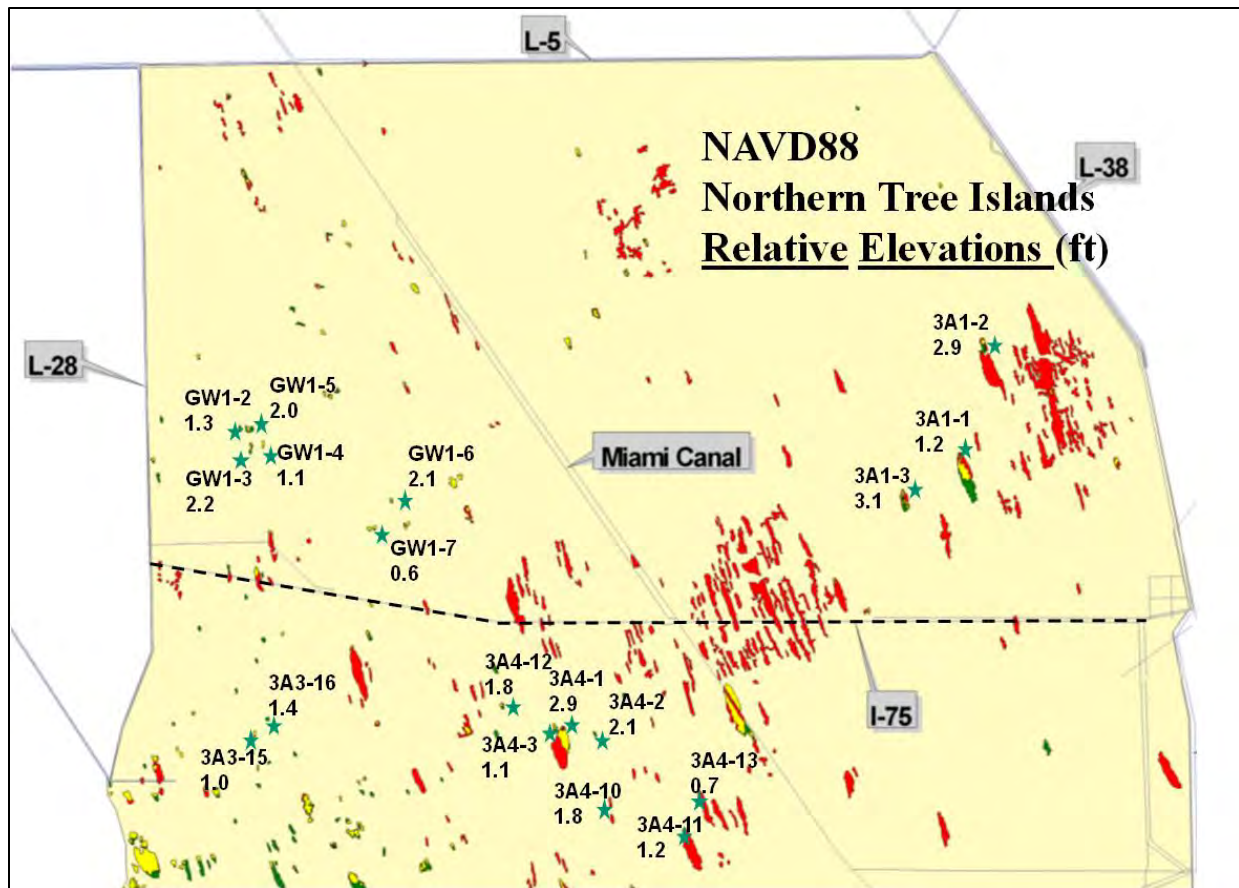 L-5
NAVD88
Northern Tree Islands
Relative Elevations (ft)
L-38
3A1-2
2.9
L-28
GW1-5
2.0
GW1-2
1.3
3A1-1
1.2
GW1-4
1.1
GW1-6
2.1
Miami Canal
GW1-3
2.2
3A1-3
3.1
GW1-7
0.6
3A4-12
1.8
3A4-1
2.9
3A4-2
2.1
I-75
3A3-16
1.4
3A4-3
1.1
3A3-15
1.0
3A4-13
0.7
3A4-10
1.8
3A4-11
1.2